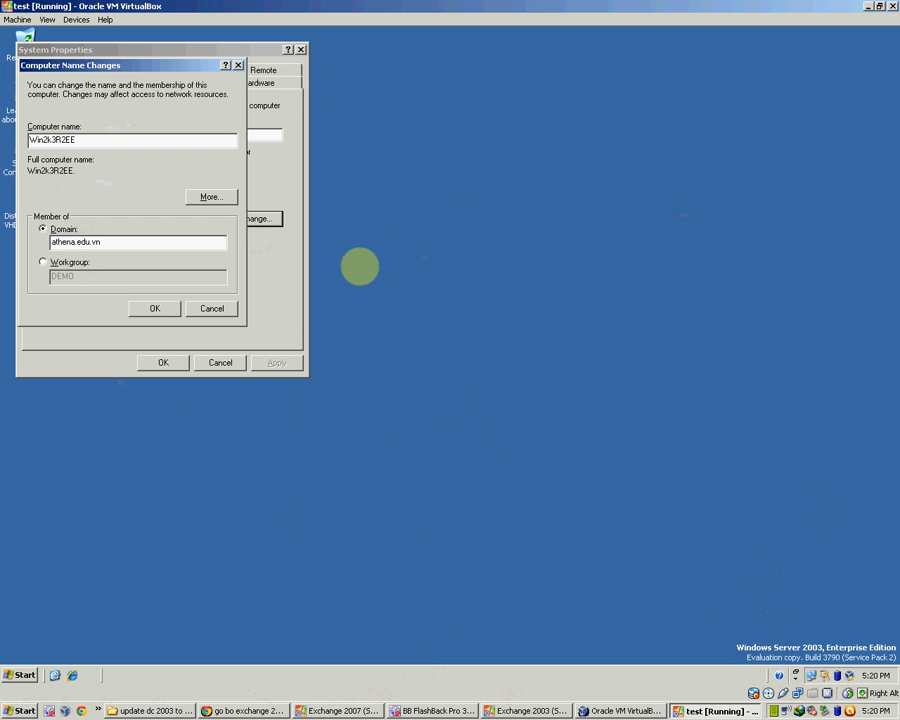 test [Running] - Oracle VM VirtualBox
Machine View Devices Help
System Properties
Computer Name Changes
Remote
ardware
You can change the name and the membership of this
computer. Changes may affect access to network resources.
computer
Computer name:
Win2k3R2EE
Full computer name:
Win2k3R2EE.
More...
Member of
Domain:
athena.edu.vn
hange...
Workgroup:
DEMO
OK Cancel
OK Cancel Apply
Windows Server 2003, Enterprise Edition
Evaluation copy. Build 3790 (Service Pack 2)
Start 5:20 PM
Right Alt
Start update dc 2003 to ... go bo exchange 2... Exchange 2007 (S... BB FlashBack Pro 3... Exchange 2003 (S... Oracle VM VirtualB... test [Running] - ... 5:20 PM